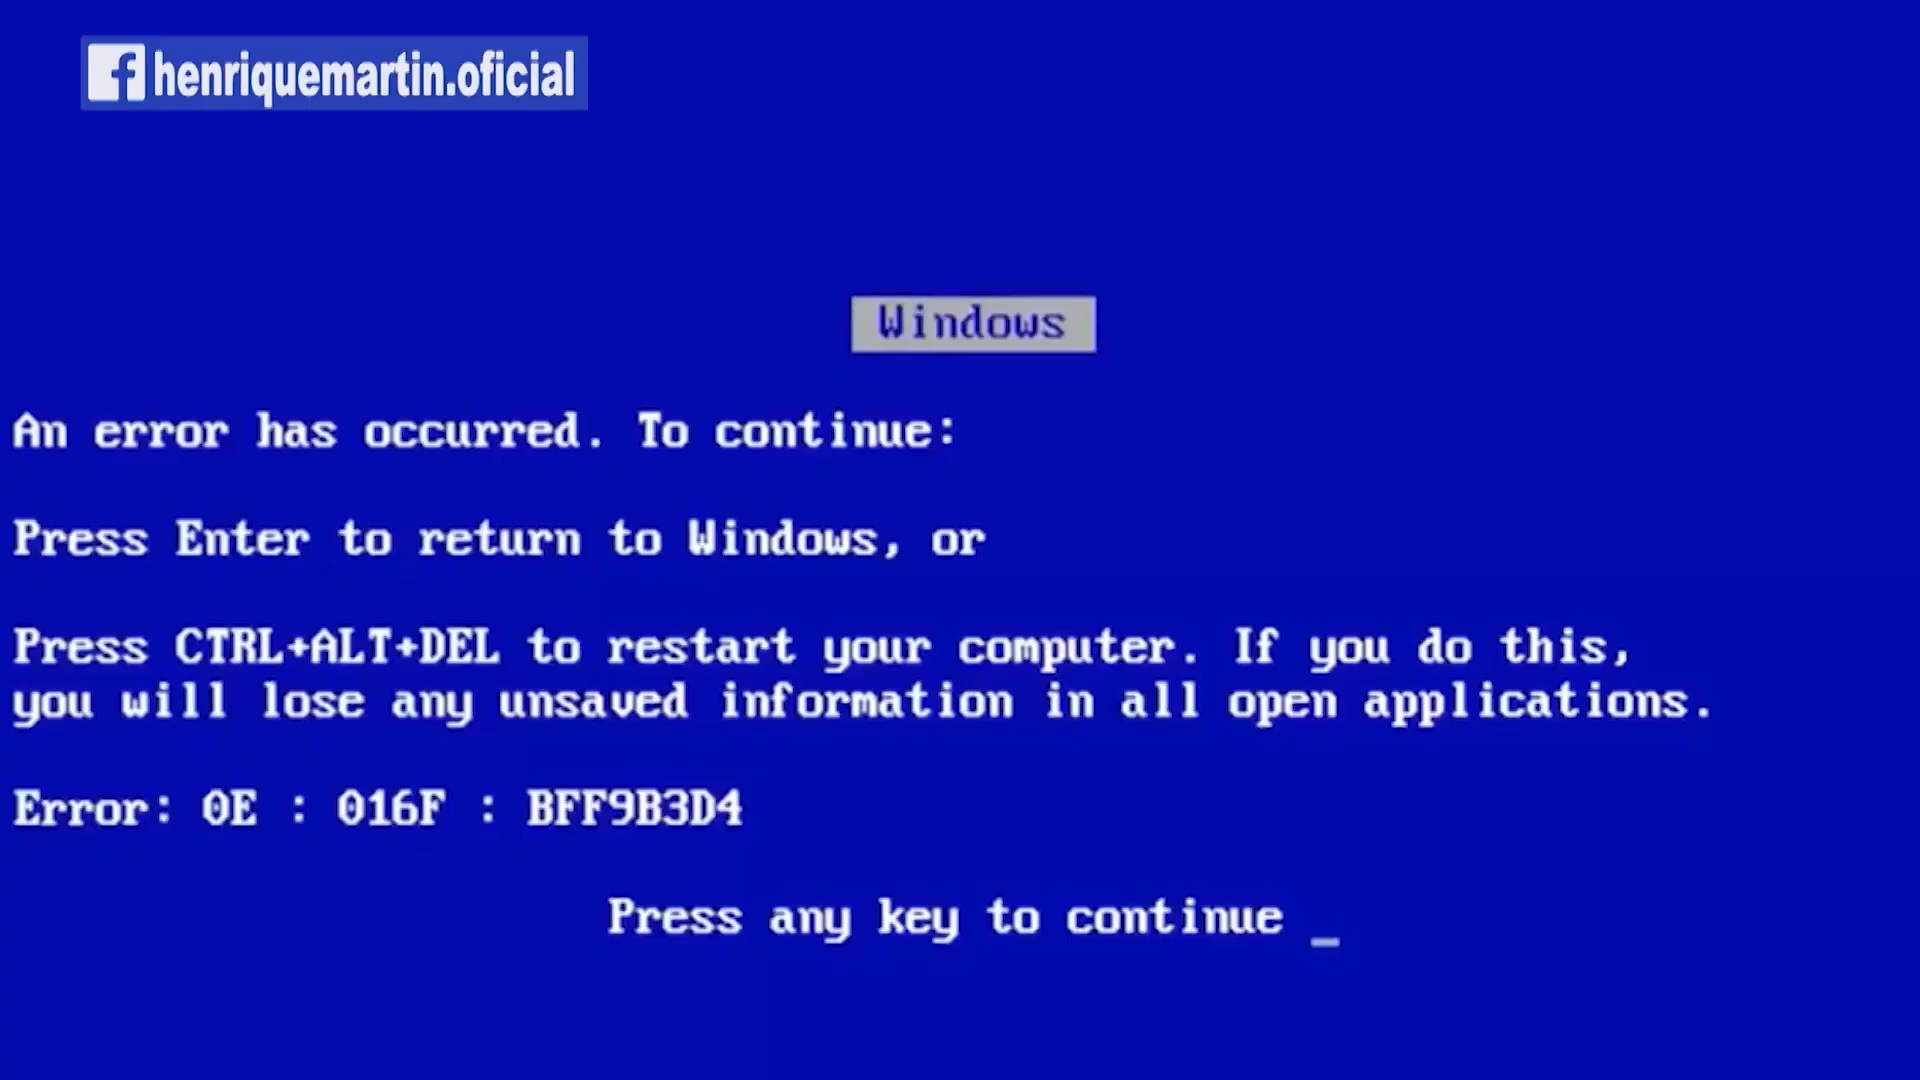 henriquemartin.oficial
Windows
An error has occurred. To continue:
Press Enter to return to Windows, or
Press CTRL+ALT+DEL to restart your computer. If you do this,
you will lose any unsaved information in all open applications.
Error: 0E : 016F : BFF9B3D4
Press any key to continue _